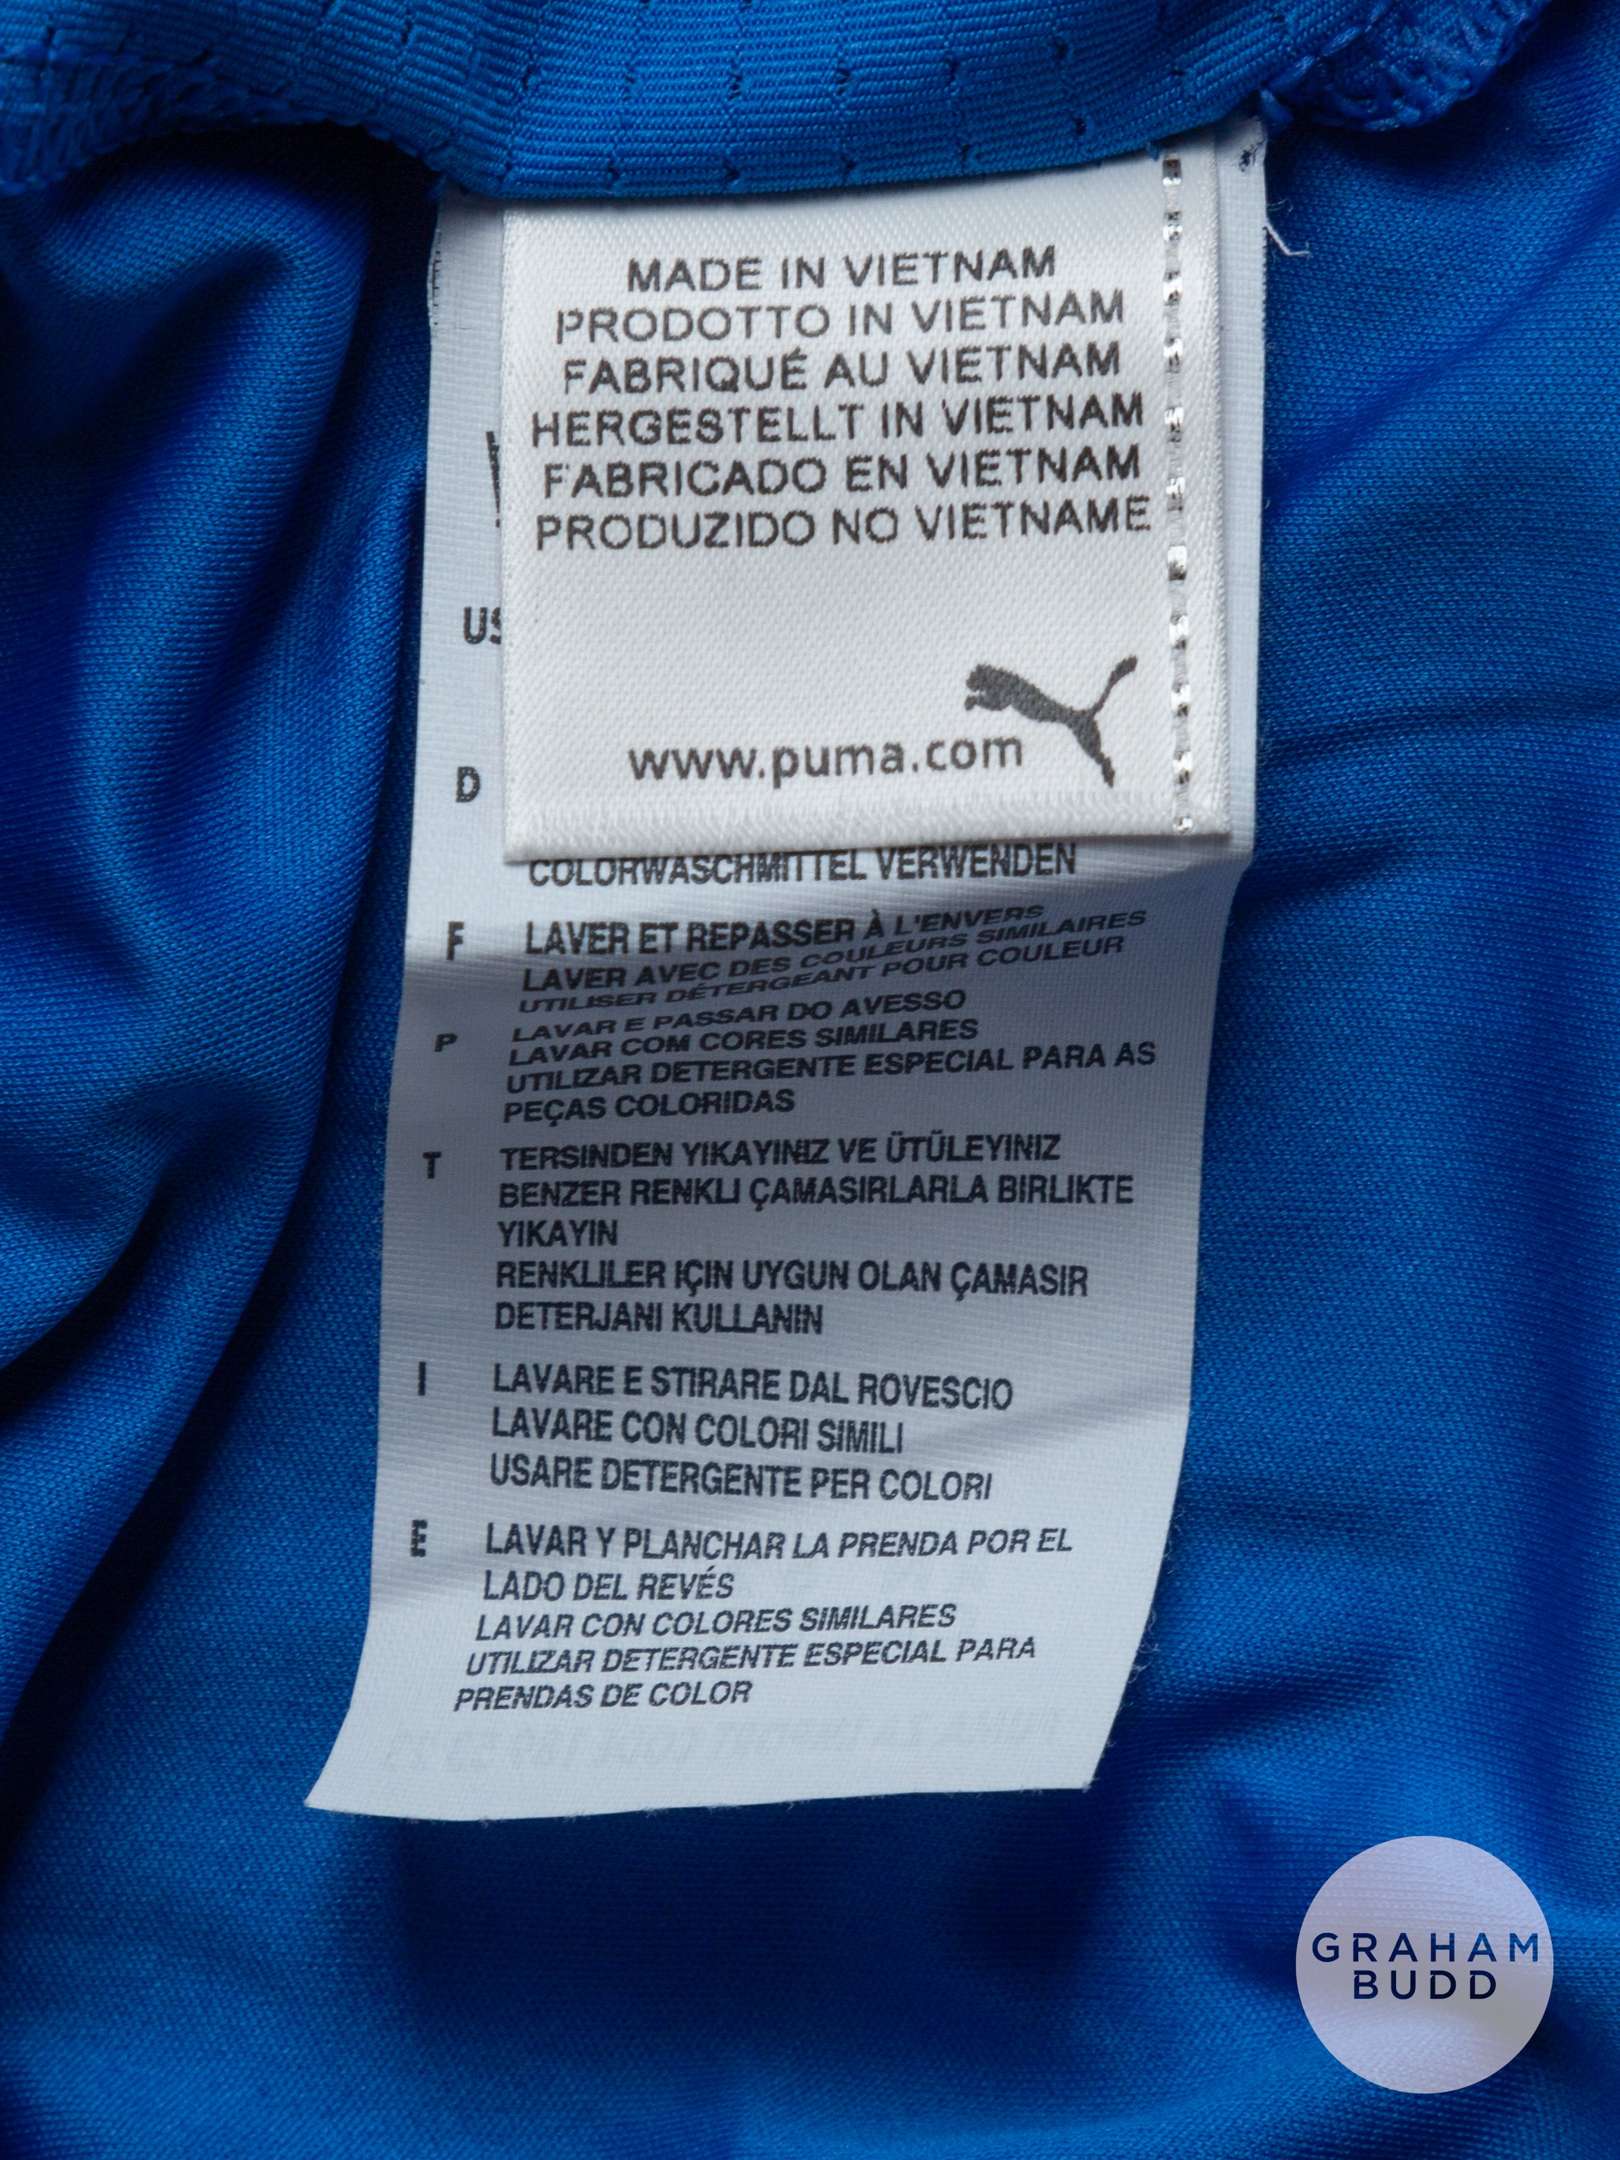 MADE IN VIETNAM
PRODOTTO IN VIETNAM
FABRIQUÉ AU VIETNAM
HERGESTELLT IN VIETNAM
FABRICADO EN VIETNAM
PRODUZIDO NO VIETNAME
www.puma.com
D
COLORWASCHMITTEL VERWENDEN
F LAVER ET REPASSER À L'ENVERS
LAVER AVEC DES COULEURS SIMILAIRES
UTILISER DÉTERGEANT POUR COULEUR
P LAVAR E PASSAR DO AVESSO
LAVAR COM CORES SIMILARES
UTILIZAR DETERGENTE ESPECIAL PARA AS
PEÇAS COLORIDAS
T TERSINDEN YIKAYINIZ VE ÜTÜLEYINIZ
BENZER RENKLI ÇAMASIRLARLA BIRLIKTE
YIKAYIN
RENKLILER IÇIN UYGUN OLAN ÇAMASIR
DETERJANI KULLANIN
I LAVARE E STIRARE DAL ROVESCIO
LAVARE CON COLORI SIMILI
USARE DETERGENTE PER COLORI
E LAVAR Y PLANCHAR LA PRENDA POR EL
LADO DEL REVÉS
LAVAR CON COLORES SIMILARES
UTILIZAR DETERGENTE ESPECIAL PARA
PRENDAS DE COLOR
GRAHAM
BUDD